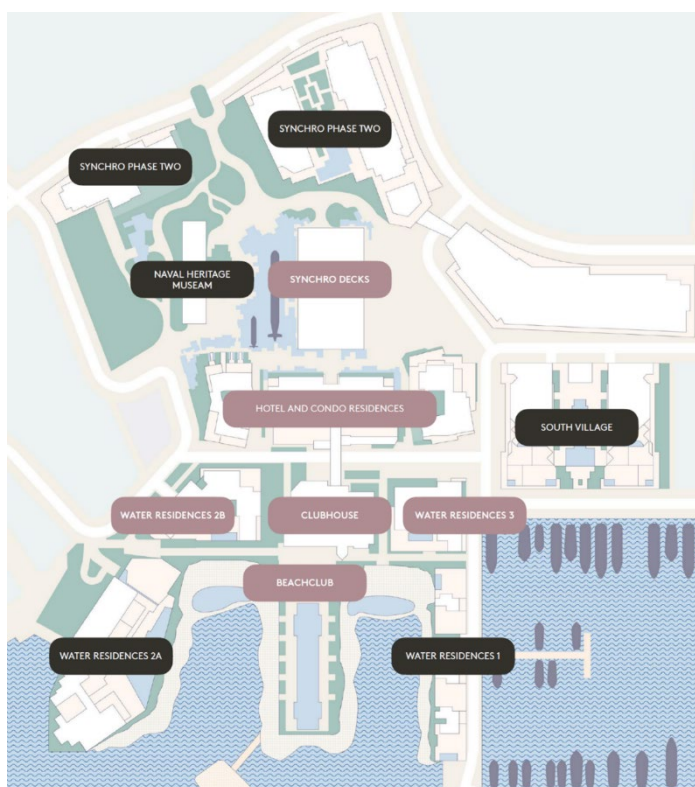 SYNCHRO PHASE TWO
SYNCHRO PHASE TWO
NAVAL HERITAGE
MUSEAM
SYNCHRO DECKS
HOTEL AND CONDO RESIDENCES
SOUTH VILLAGE
WATER RESIDENCES 2B
CLUBHOUSE
WATER RESIDENCES 3
BEACHCLUB
WATER RESIDENCES 2A
WATER RESIDENCES 1